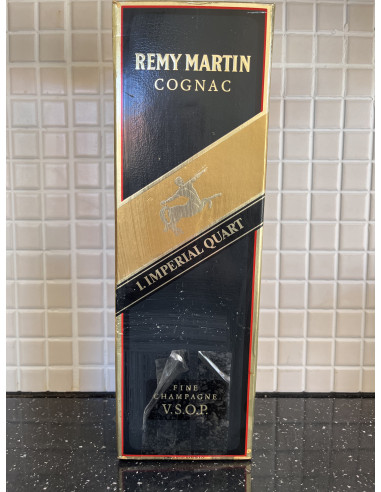 REMY MARTIN
COGNAC
1. IMPERIAL QUART
FINE
CHAMPAGNE
V.S.O.P.